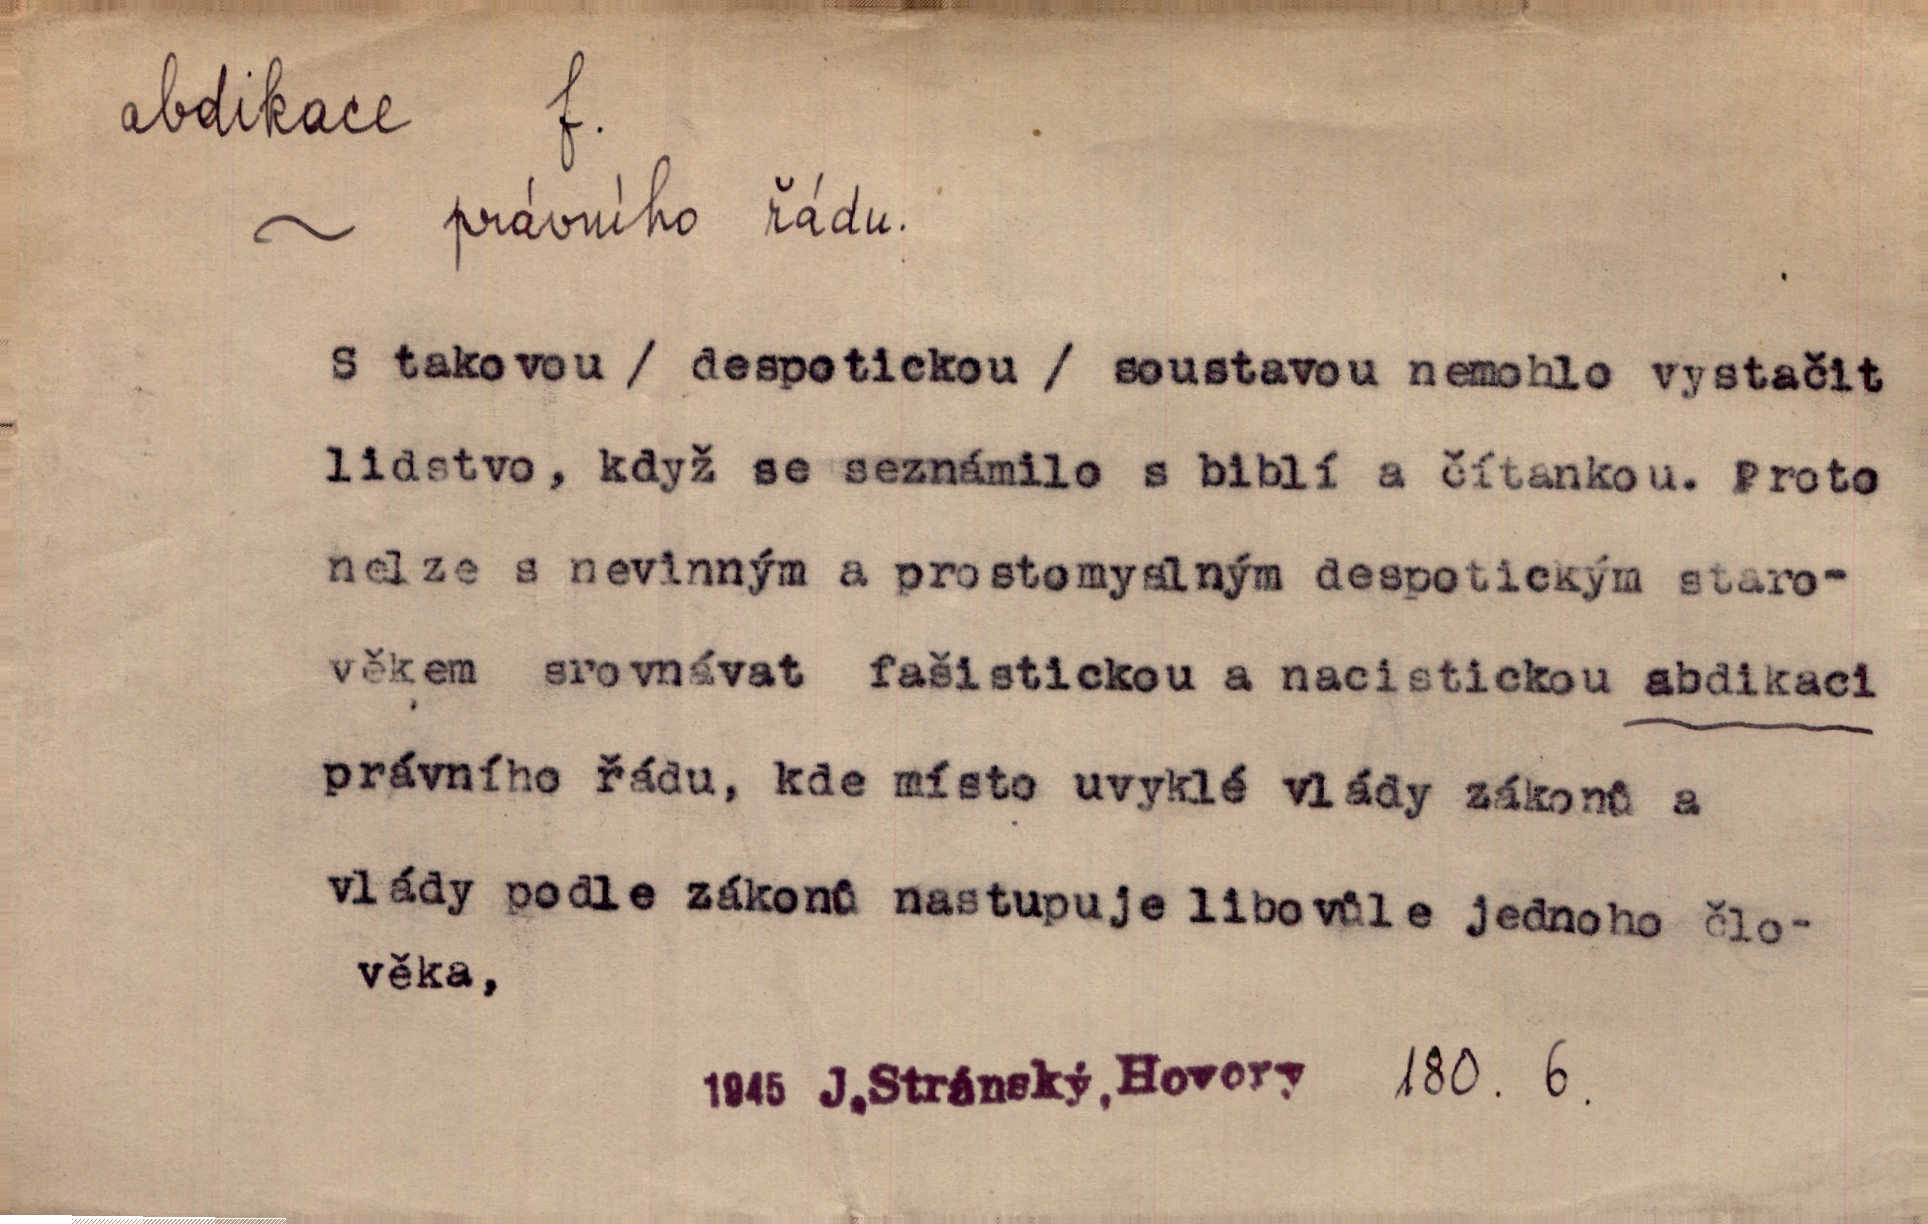 abdikace f.
~ právního řádu.
S takovou / despotickou / soustavou nemohlo vystačit
lidstvo, když se seznámilo s biblí a čítankou. Proto
nelze s nevinným a prostomyslným despotickým staro-
věkem srovnávat fašistickou a nacistickou abdikaci
právního řádu, kde místo uvyklé vlády zákonů a
vlády podle zákonů nastupuje libovůle jednoho člo-
věka,
1945 J.Stránský, Hovory 180. 6.